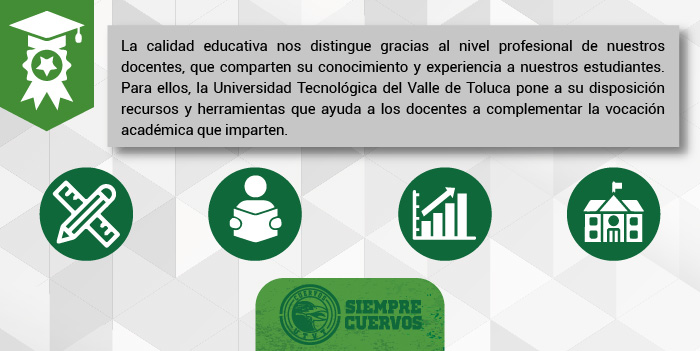 La calidad educativa nos distingue gracias al nivel profesional de nuestros
docentes, que comparten su conocimiento y experiencia a nuestros estudiantes.
Para ellos, la Universidad Tecnológica del Valle de Toluca pone a su disposición
recursos y herramientas que ayuda a los docentes a complementar la vocación
académica que imparten.
CUERVOS
UTVT
SIEMPRE
CUERVOS